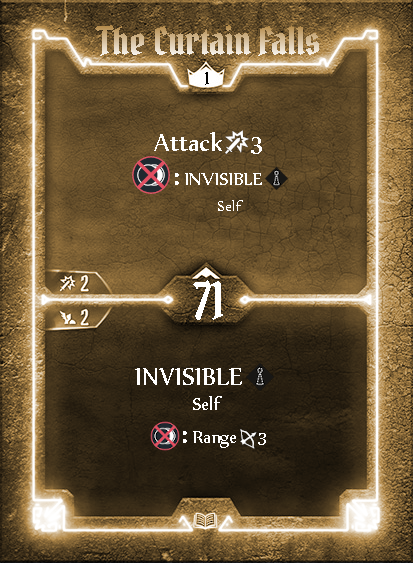 The Curtain Falls
1
Attack 3
: INVISIBLE
Self
2
71
2
INVISIBLE
Self
: Range 3